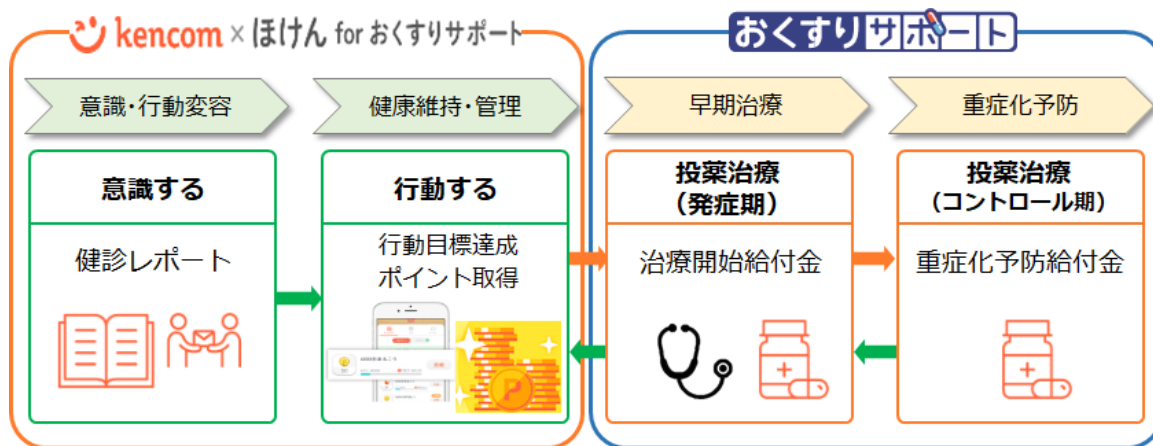 kencom×ほけん for おくすりサポート
おくすりサポート
意識・行動変容
健康維持・管理
早期治療
重症化予防
意識する
健診レポート
行動する
行動目標達成
ポイント取得
投薬治療
(発症期)
治療開始給付金
投薬治療
(コントロール期)
重症化予防給付金
P